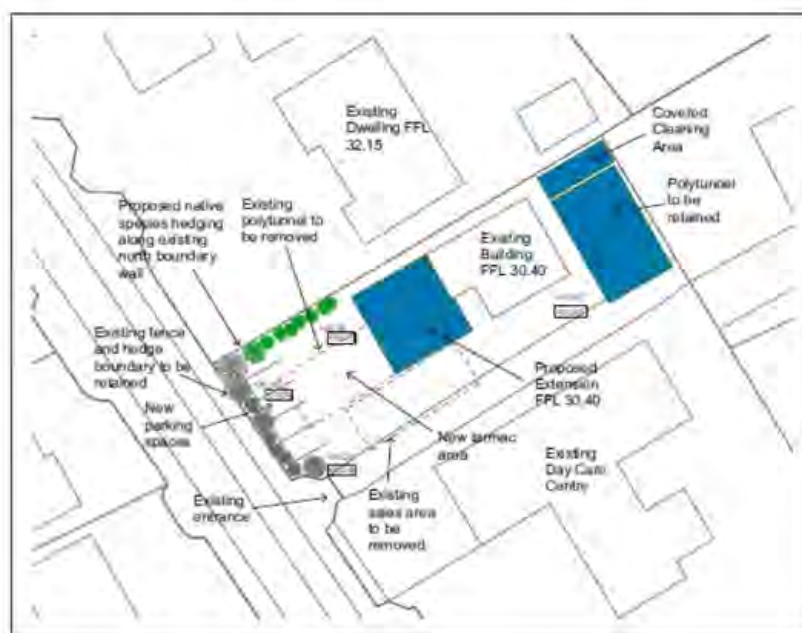 Existing
Dwelling FFL
32.15
Covered
Cleaning
Area
Polytunnel
to be
retained
Proposed native
species hedging
along existing
north boundary
wall
Existing
polytunnel to
be removed
Existing
Building
FFL 30.40
Existing fence
and hedge
boundary to be
retained
New
parking
spaces
Proposed
Extension
FFL 30.40
New tarmac
area
Existing
Day Care
Centre
Existing
entrance
Existing
sales area
to be
removed